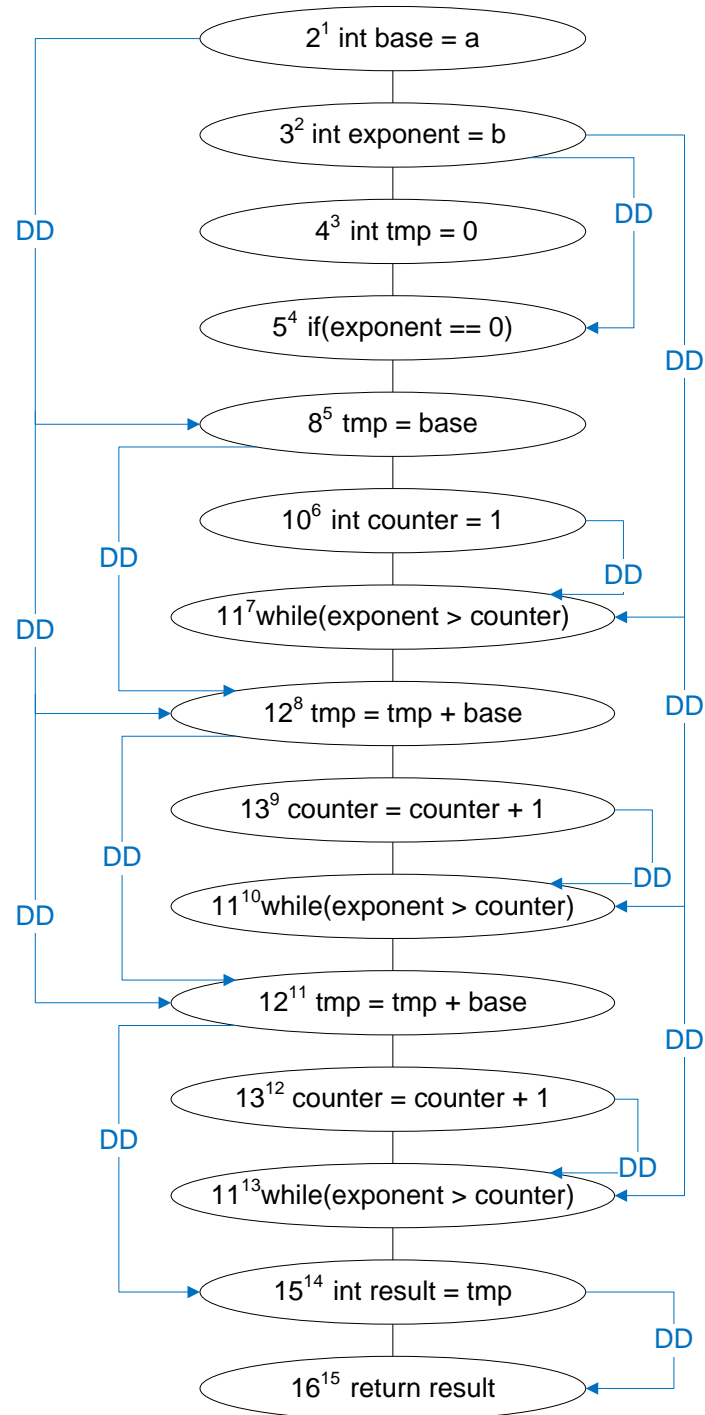 2¹ int base = a
3² int exponent = b
DD
DD
4³ int tmp = 0
5⁴ if(exponent == 0)
DD
8⁵ tmp = base
10⁶ int counter = 1
DD
DD
11⁷while(exponent > counter)
DD
DD
12⁸ tmp = tmp + base
13⁹ counter = counter + 1
DD
DD
11¹⁰while(exponent > counter)
DD
12¹¹ tmp = tmp + base
DD
13¹² counter = counter + 1
DD
DD
11¹³while(exponent > counter)
15¹⁴ int result = tmp
DD
16¹⁵ return result